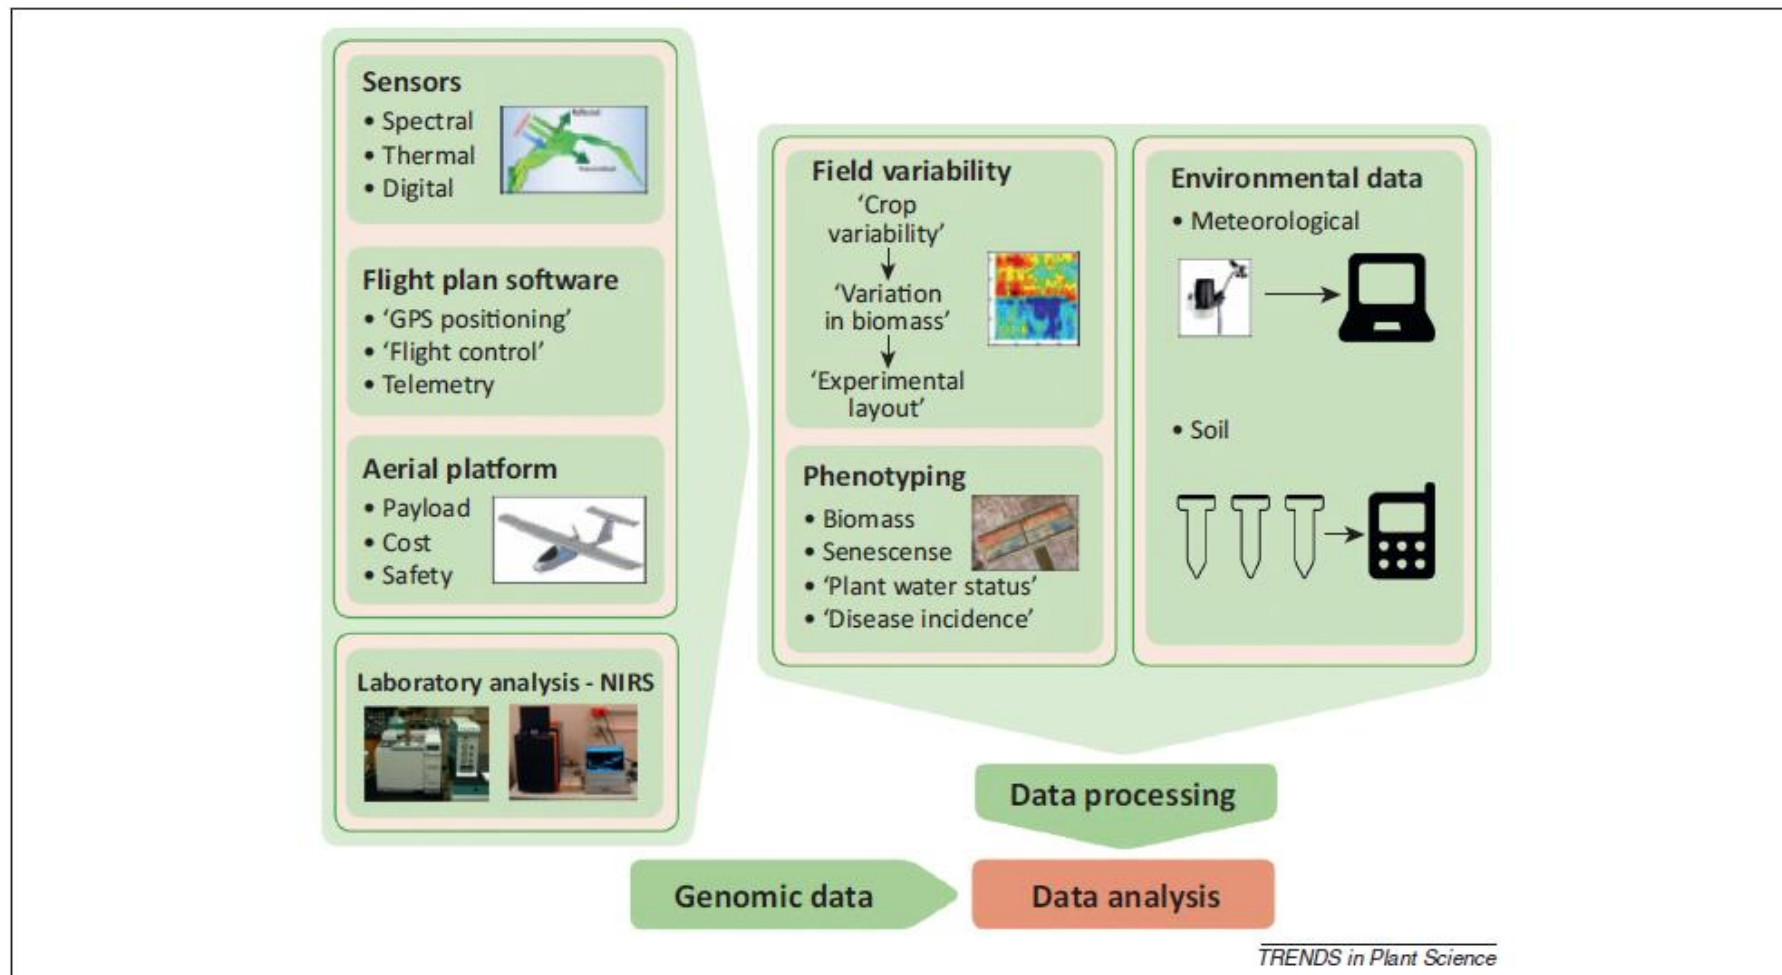 Sensors
• Spectral
• Thermal
• Digital
Flight plan software
• ‘GPS positioning’
• ‘Flight control’
• Telemetry
Aerial platform
• Payload
• Cost
• Safety
Laboratory analysis - NIRS
Field variability
‘Crop
variability’
‘Variation
in biomass’
‘Experimental
layout’
Phenotyping
• Biomass
• Senescense
• ‘Plant water status’
• ‘Disease incidence’
Environmental data
• Meteorological
• Soil
Data processing
Genomic data
Data analysis
TRENDS in Plant Science